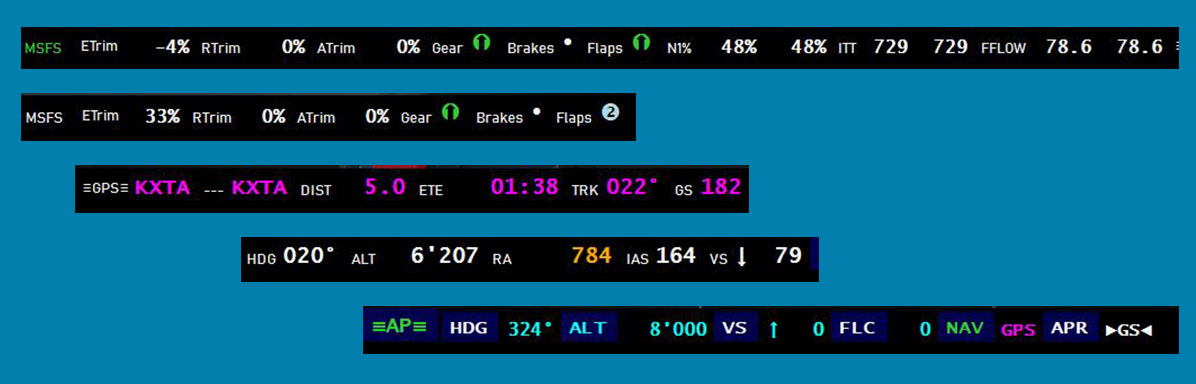 MSFS ETrim -4% RTrim 0% ATrim 0% Gear Brakes • Flaps N1% 48% 48% ITT 729 729 FFLOW 78.6 78.6
MSFS ETrim 33% RTrim 0% ATrim 0% Gear Brakes • Flaps 2
≡GPS≡ KXTA --- KXTA DIST 5.0 ETE 01:38 TRK 022° GS 182
HDG 020° ALT 6'207 RA 784 IAS 164 VS ↓ 79
≡AP≡ HDG 324° ALT 8'000 VS ↑ 0 FLC 0 NAV GPS APR ►GS◄